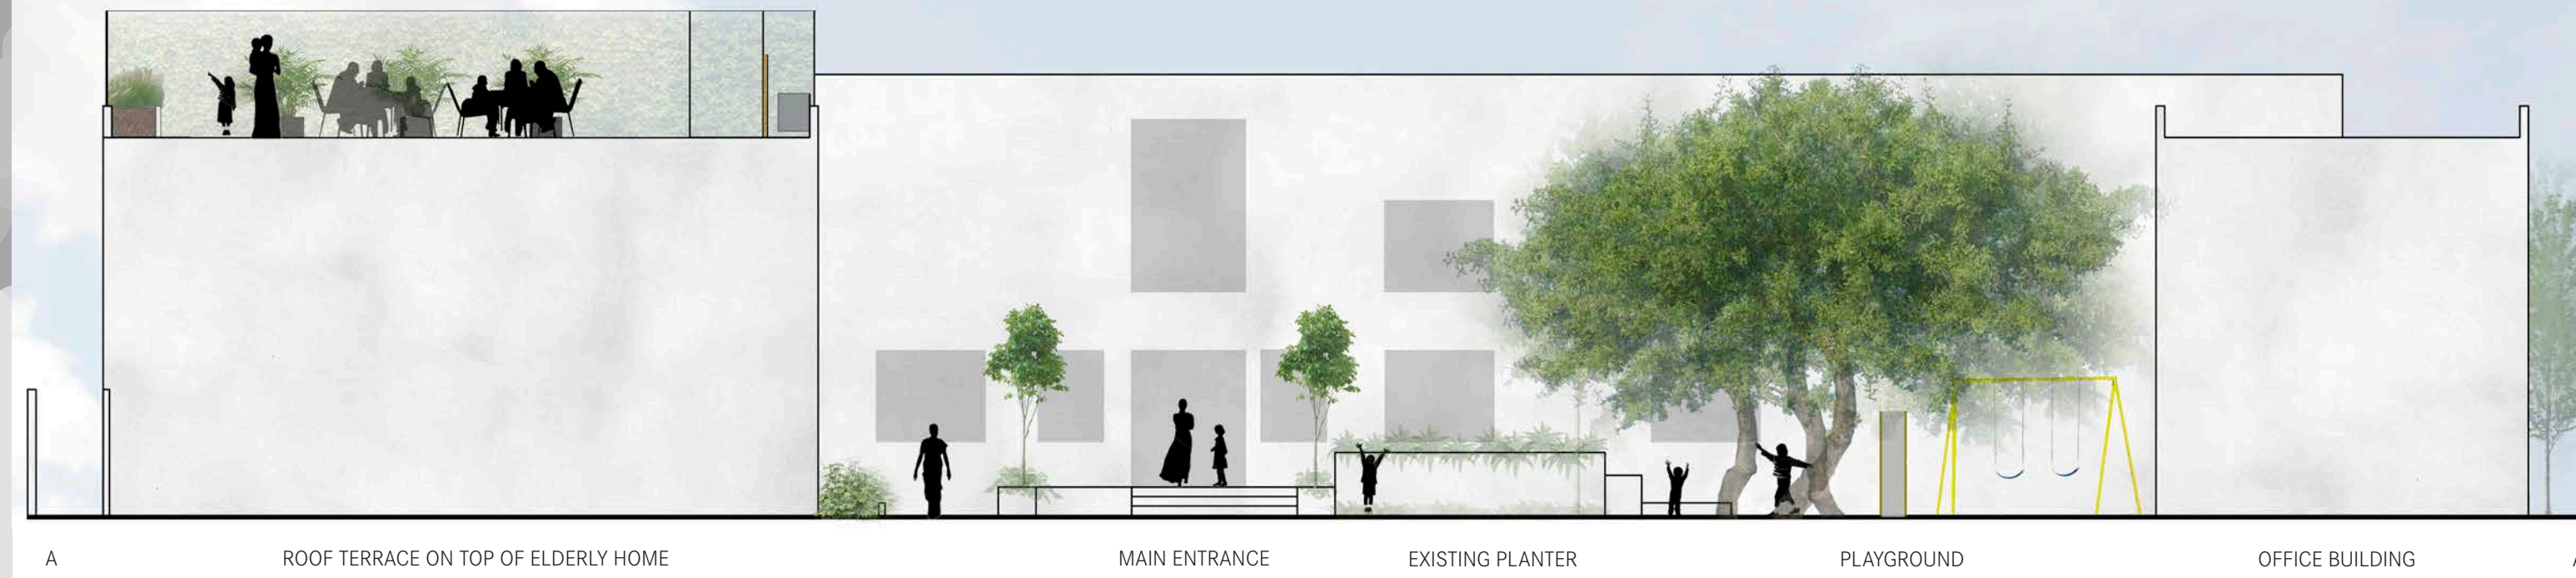 A ROOF TERRACE ON TOP OF ELDERLY HOME MAIN ENTRANCE EXISTING PLANTER PLAYGROUND OFFICE BUILDING